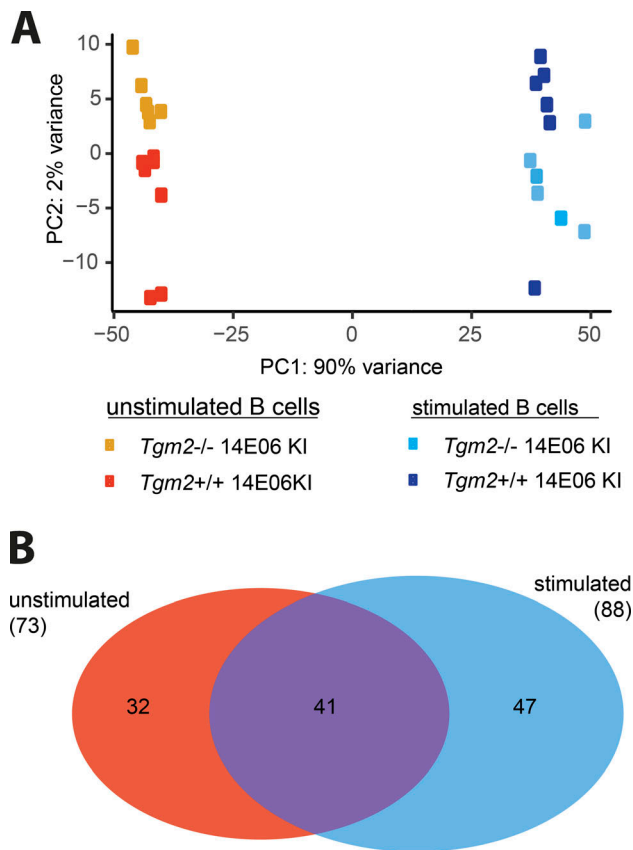 A
10
5
0
−5
−10
PC2: 2% variance
−50
−25
0
25
50
PC1: 90% variance
unstimulated B cells
Tgm2-/- 14E06 KI
Tgm2+/+ 14E06KI
stimulated B cells
Tgm2-/- 14E06 KI
Tgm2+/+ 14E06 KI
B
unstimulated
(73)
stimulated
(88)
32
41
47